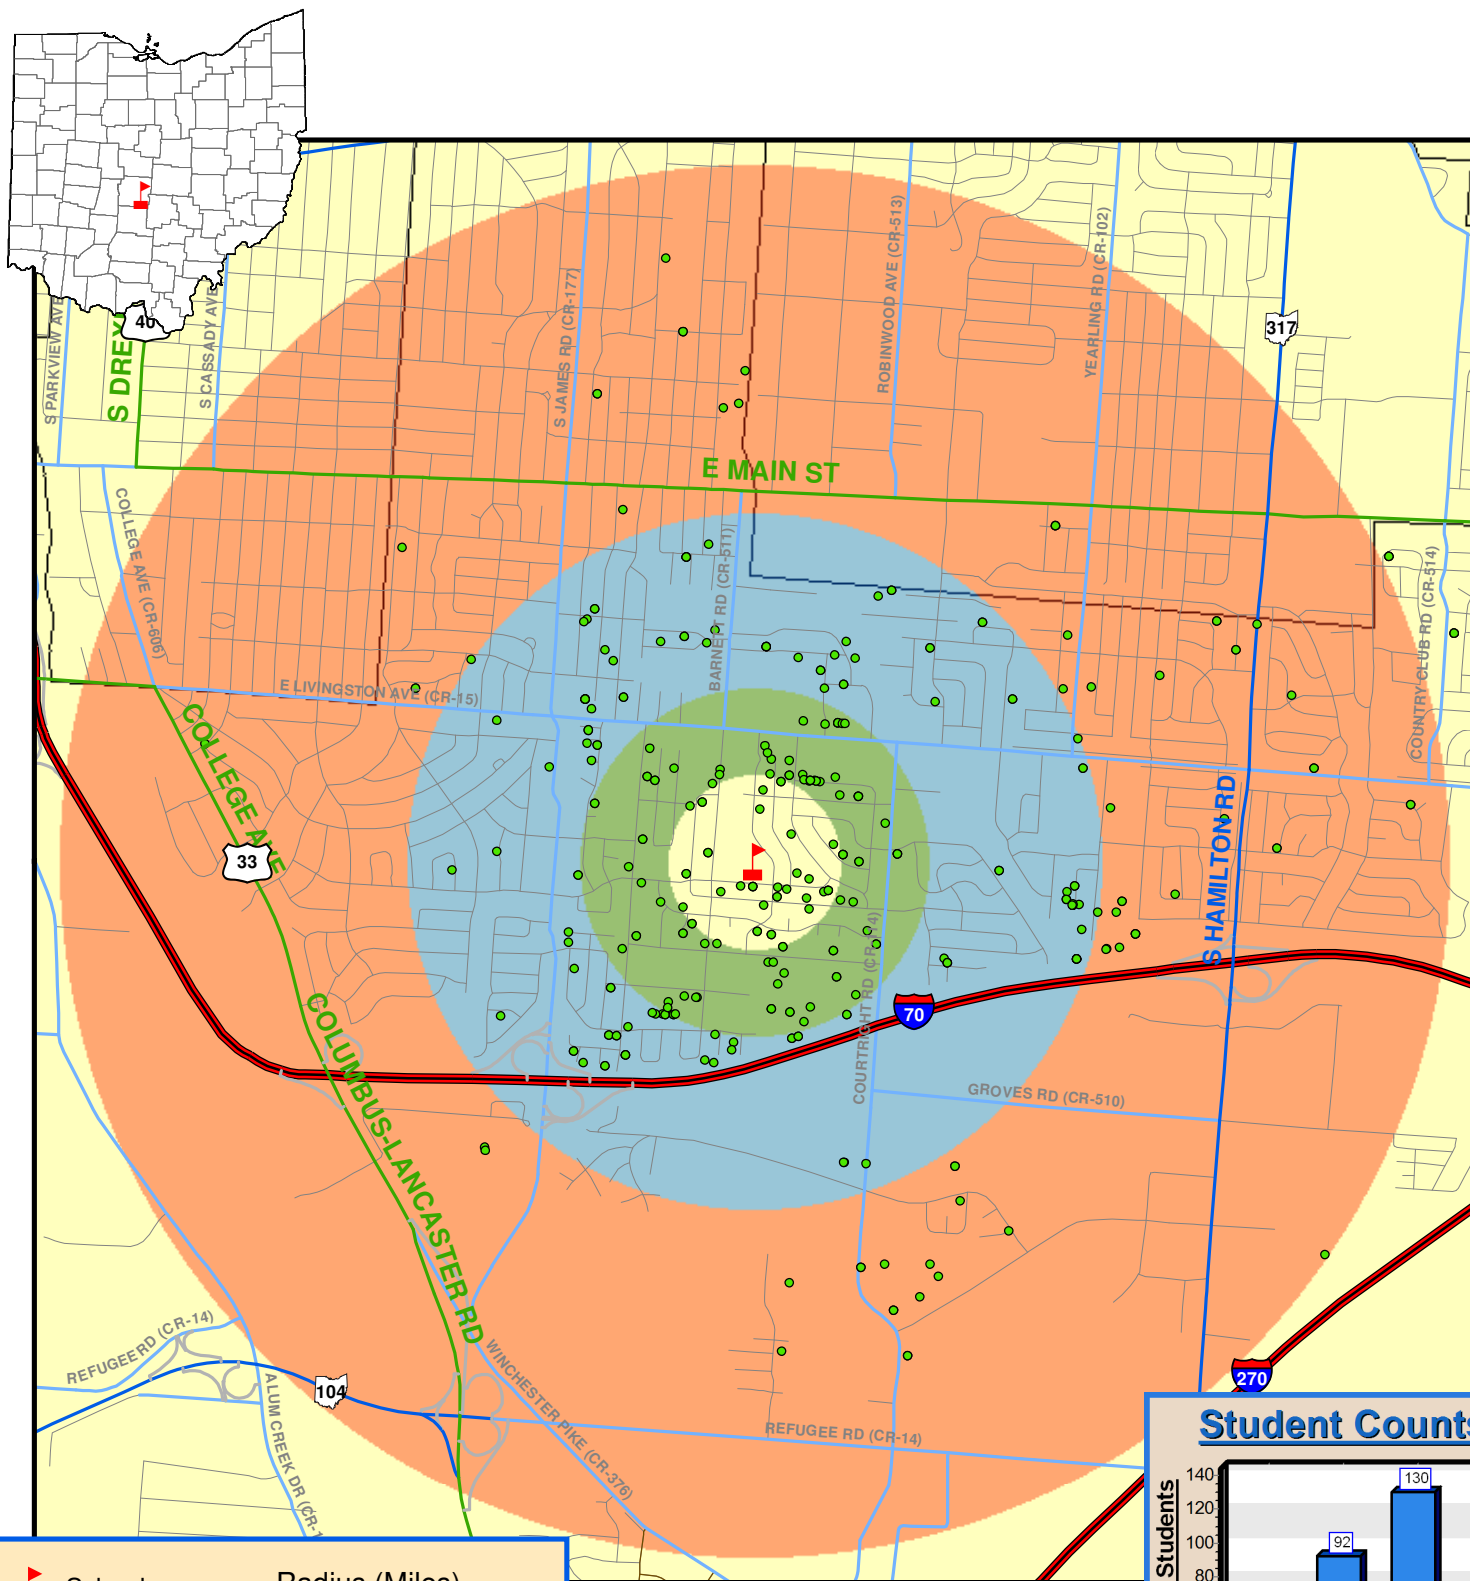 40
S PARKVIEW AVE
S CASSADY AVE
S JAMES RD (CR-177)
ROBINWOOD AVE (CR-513)
YEARLING RD (CR-102)
317
E MAIN ST
COLLEGE AVE (CR-606)
BARNETT RD (CR-511)
COUNTRY CLUB RD (CR-514)
E LIVINGSTON AVE (CR-15)
COLLEGE AVE
33
S HAMILTON RD
70
COLUMBUS-LANCASTER RD
GROVES RD (CR-510)
REFUGEE RD (CR-14)
104
270
WINCHESTER PIKE (CR-376)
ALUM CREEK DR (CR-1
REFUGEE RD (CR-14)
Student Counts
Students
140
120
100
80
92
130
Radius (Miles)